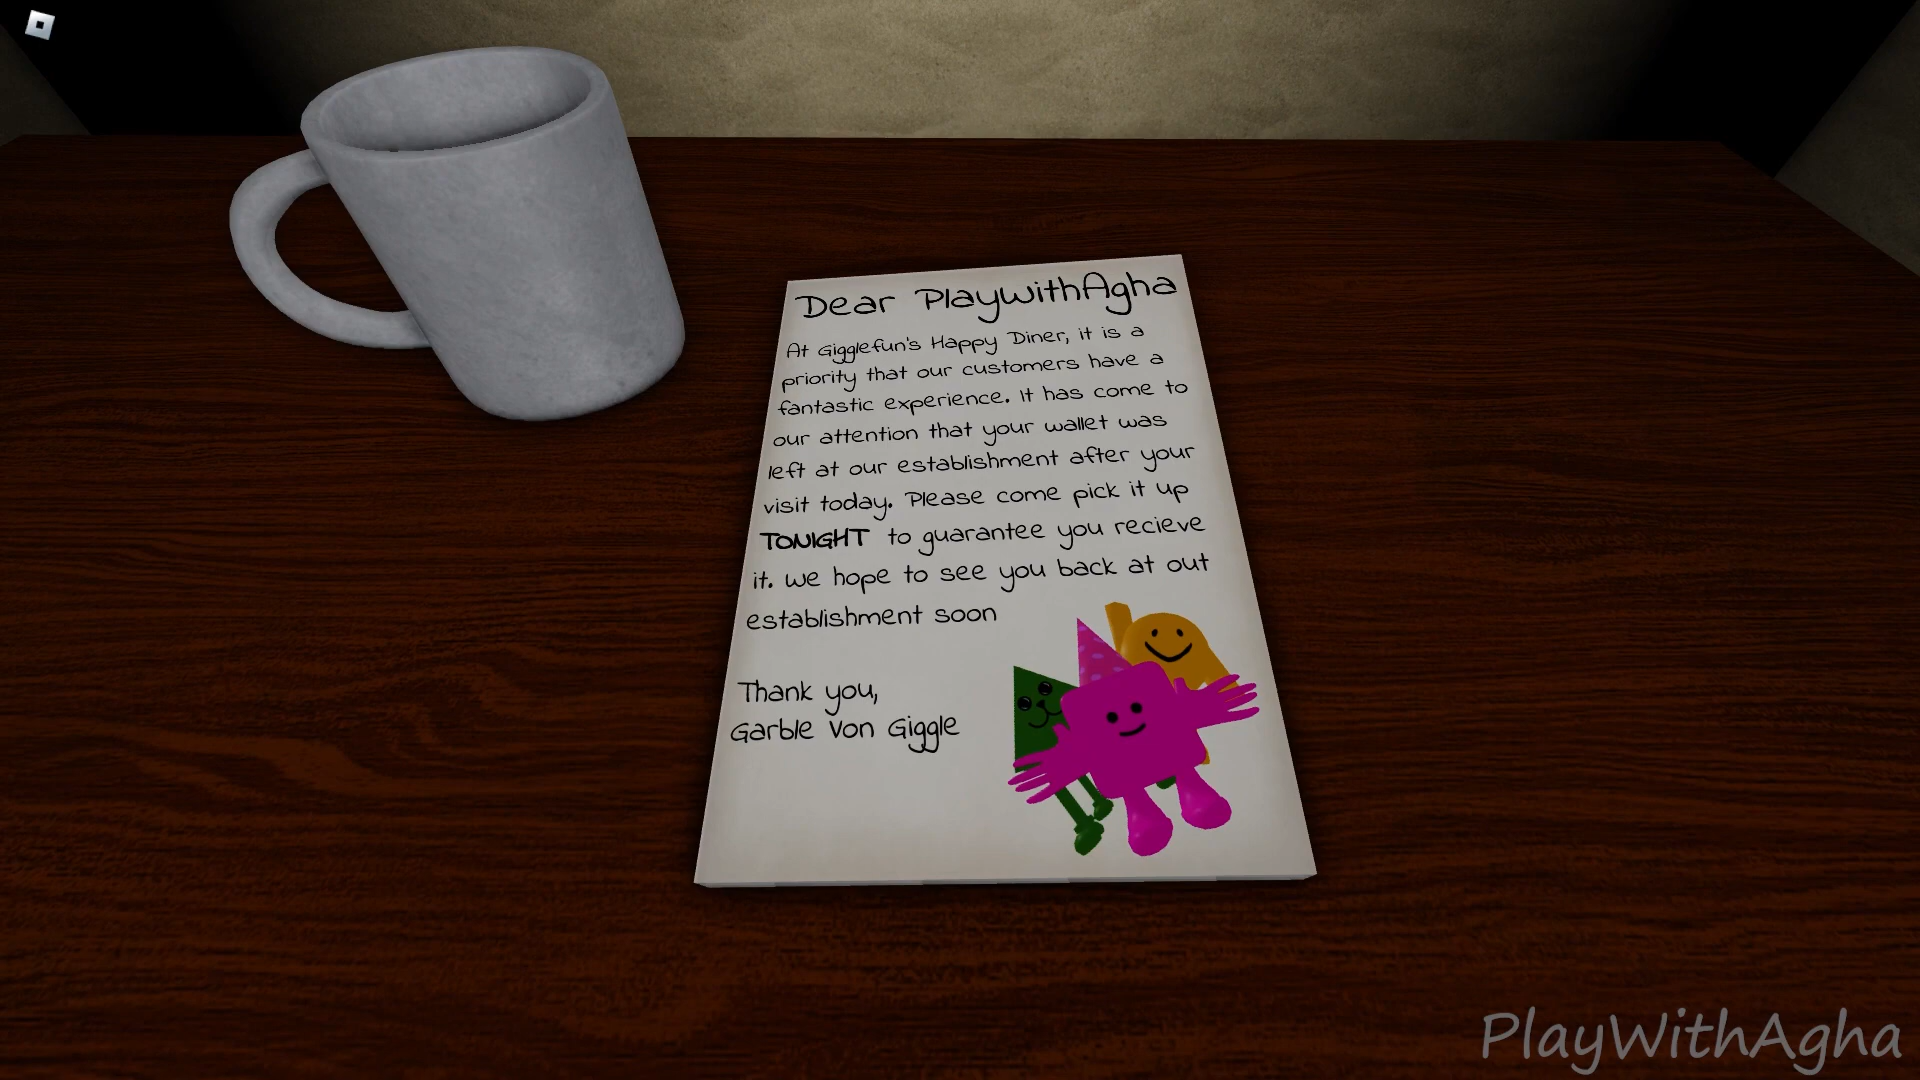 Dear PlaywithAgha
At Gigglefun's Happy Diner, it is a
priority that our customers have a
fantastic experience. It has come to
our attention that your wallet was
left at our establishment after your
visit today. Please come pick it up
TONIGHT to guarantee you recieve
it. we hope to see you back at out
establishment soon
Thank you,
Garble Von Giggle
PlayWithAgha